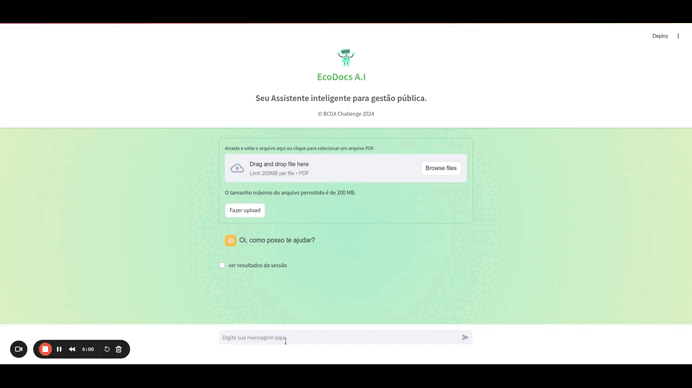 Deploy
EcoDocs A.I
Seu Assistente inteligente para gestão pública.
© BCGX Challenge 2024
Arraste e solte o arquivo aqui ou clique para selecionar um arquivo PDF.
Drag and drop file here
Limit 200MB per file • PDF
Browse files
O tamanho máximo do arquivo permitido é de 200 MB.
Fazer upload
Oi, como posso te ajudar?
ver resultados da sessão
Digite sua mensagem aqui